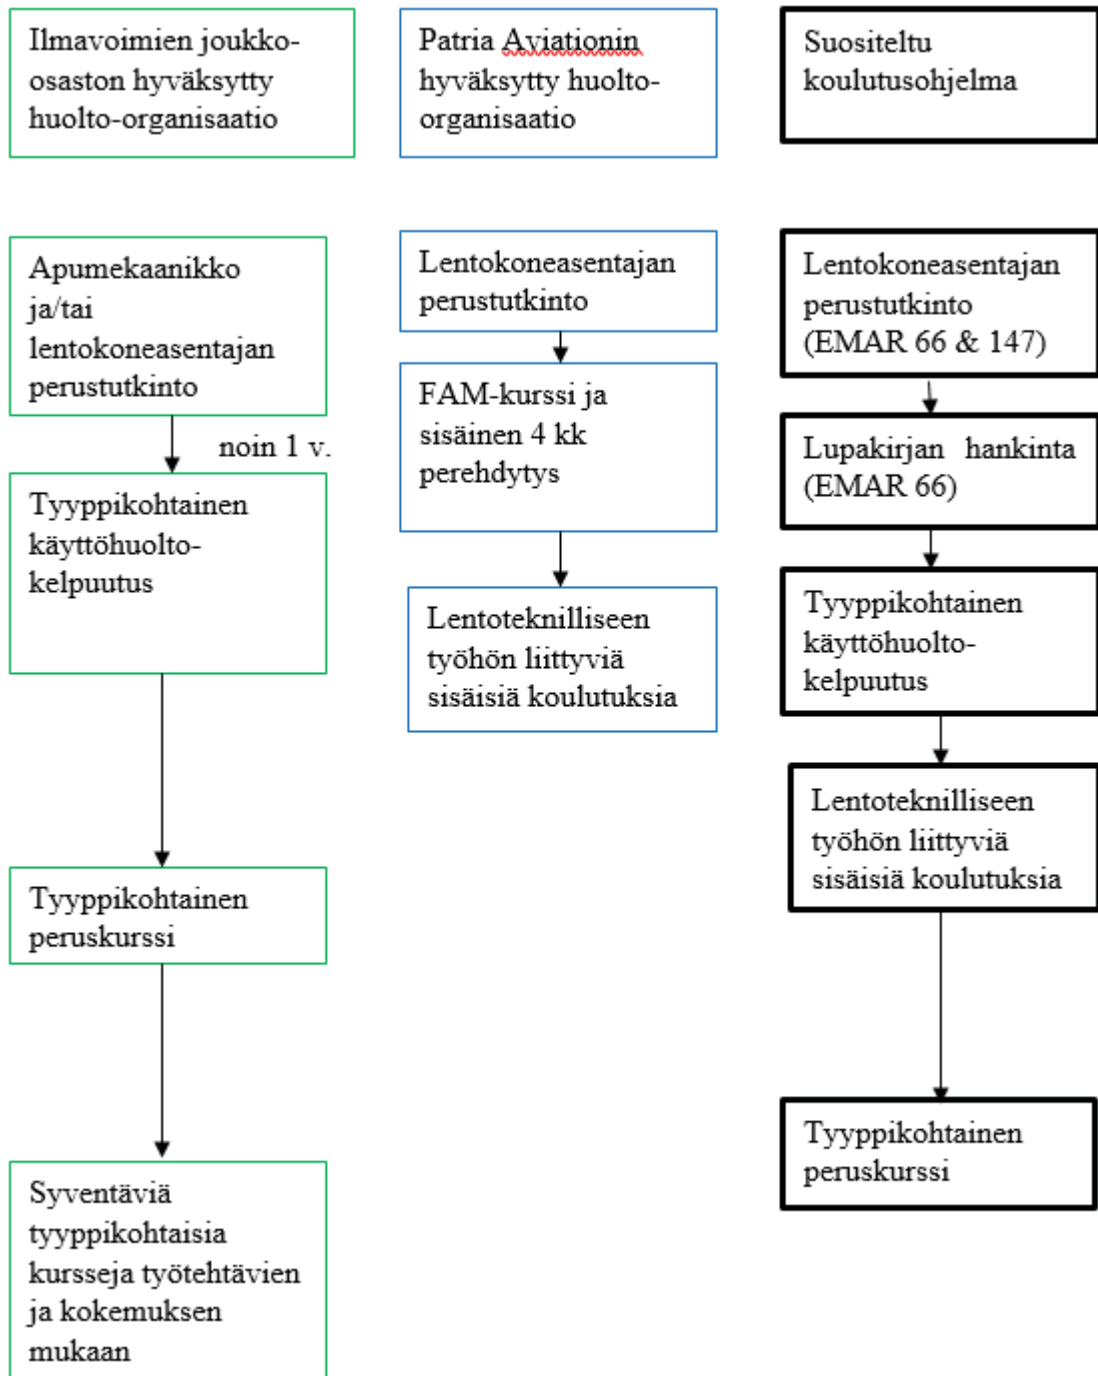 Ilmavoimien joukko-
osaston hyväksytty
huolto-organisaatio
Patria Aviationin
hyväksytty huolto-
organisaatio
Suositeltu
koulutusohjelma
Apumekaanikko
ja/tai
lentokoneasentajan
perustutkinto
noin 1 v.
Tyyppikohtainen
käyttöhuolto-
kelpuutus
Tyyppikohtainen
peruskurssi
Syventäviä
tyyppikohtaisia
kursseja työtehtävien
ja kokemuksen
mukaan
Lentokoneasentajan
perustutkinto
FAM-kurssi ja
sisäinen 4 kk
perehdytys
Lentoteknilliseen
työhön liittyviä
sisäisiä koulutuksia
Lentokoneasentajan
perustutkinto
(EMAR 66 & 147)
Lupakirjan hankinta
(EMAR 66)
Tyyppikohtainen
käyttöhuolto-
kelpuutus
Lentoteknilliseen
työhön liittyviä
sisäisiä koulutuksia
Tyyppikohtainen
peruskurssi